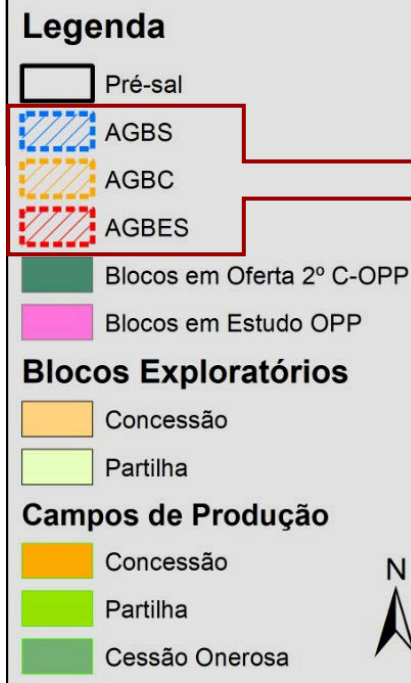 Legenda
Pré-sal
AGBS
AGBC
AGBES
Blocos em Oferta 2º C-OPP
Blocos em Estudo OPP
Blocos Exploratórios
Concessão
Partilha
Campos de Produção
Concessão
Partilha
Cessão Onerosa
N